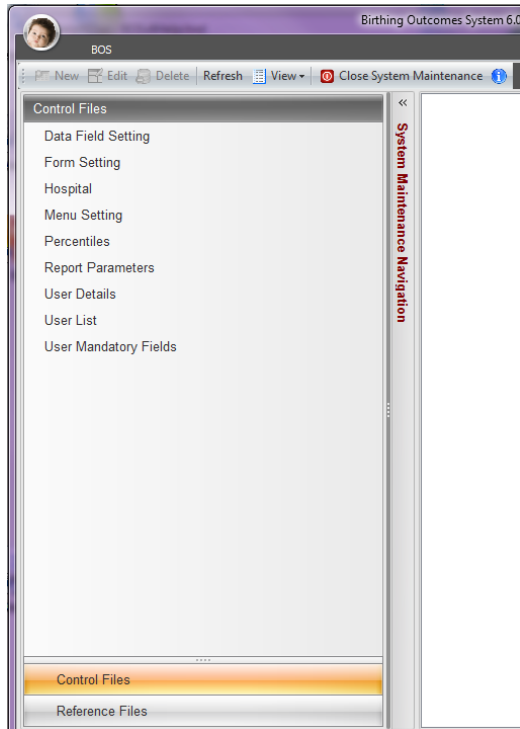 Birthing Outcomes System 6.0
BOS
New Edit Delete Refresh View Close System Maintenance
Control Files
Data Field Setting
Form Setting
Hospital
Menu Setting
Percentiles
Report Parameters
User Details
User List
User Mandatory Fields
Control Files
Reference Files
System Maintenance Navigation